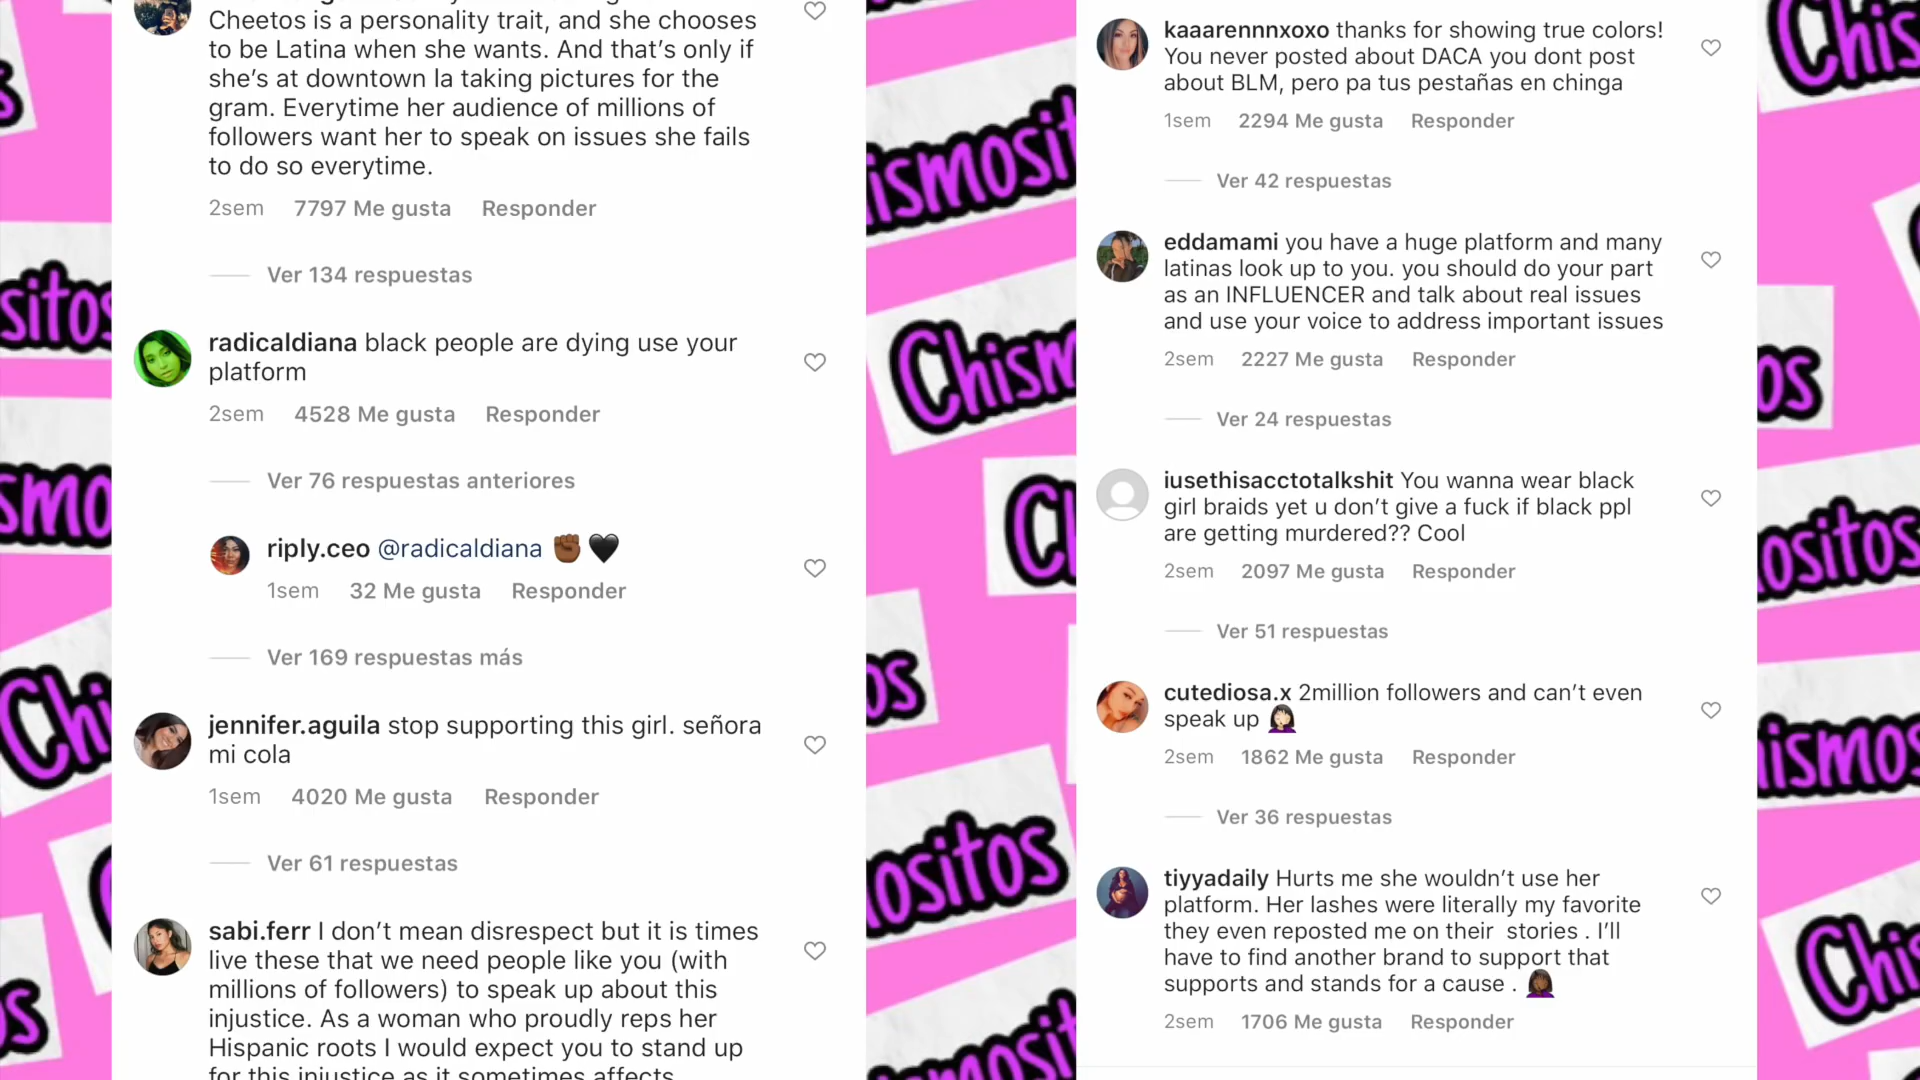 Cheetos is a personality trait, and she chooses
to be Latina when she wants. And that's only if
she's at downtown la taking pictures for the
gram. Everytime her audience of millions of
followers want her to speak on issues she fails
to do so everytime.
2sem 7797 Me gusta Responder
Ver 134 respuestas
radicaldiana black people are dying use your
platform
2sem 4528 Me gusta Responder
Ver 76 respuestas anteriores
riply.ceo @radicaldiana ✊🏾🖤
1sem 32 Me gusta Responder
Ver 169 respuestas más
jennifer.aguila stop supporting this girl. señora
mi cola
1sem 4020 Me gusta Responder
Ver 61 respuestas
sabi.ferr I don't mean disrespect but it is times
live these that we need people like you (with
millions of followers) to speak up about this
injustice. As a woman who proudly reps her
Hispanic roots I would expect you to stand up
for this injustice as it sometimes affects
kaaarennnxoxo thanks for showing true colors!
You never posted about DACA you dont post
about BLM, pero pa tus pestañas en chinga
1sem 2294 Me gusta Responder
Ver 42 respuestas
eddamami you have a huge platform and many
latinas look up to you. you should do your part
as an INFLUENCER and talk about real issues
and use your voice to address important issues
2sem 2227 Me gusta Responder
Ver 24 respuestas
iusethisacctotalkshit You wanna wear black
girl braids yet u don't give a fuck if black ppl
are getting murdered?? Cool
2sem 2097 Me gusta Responder
Ver 51 respuestas
cutediosa.x 2million followers and can't even
speak up 🤦🏻‍♀️
2sem 1862 Me gusta Responder
Ver 36 respuestas
tiyyadaily Hurts me she wouldn't use her
platform. Her lashes were literally my favorite
they even reposted me on their stories . I'll
have to find another brand to support that
supports and stands for a cause . 🤦🏾‍♀️
2sem 1706 Me gusta Responder